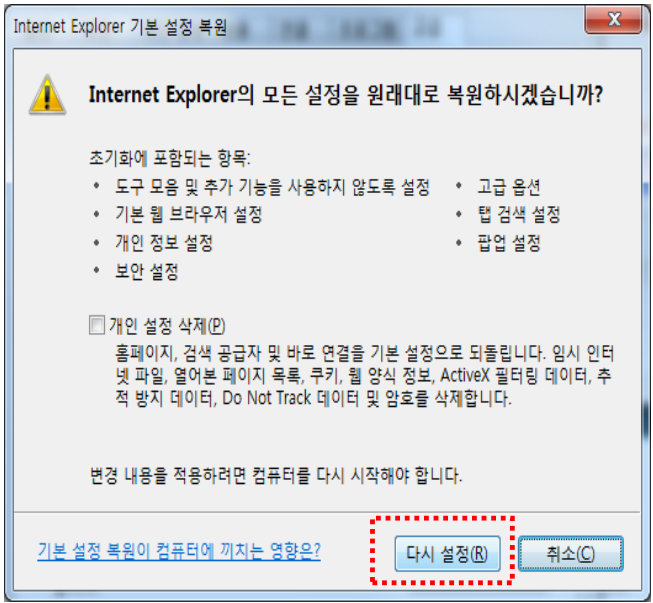 Internet Explorer 기본 설정 복원
Internet Explorer의 모든 설정을 원래대로 복원하시겠습니까?
초기화에 포함되는 항목:
• 도구 모음 및 추가 기능을 사용하지 않도록 설정
• 기본 웹 브라우저 설정
• 개인 정보 설정
• 보안 설정
• 고급 옵션
• 탭 검색 설정
• 팝업 설정
개인 설정 삭제(P)
홈페이지, 검색 공급자 및 바로 연결을 기본 설정으로 되돌립니다. 임시 인터
넷 파일, 열어본 페이지 목록, 쿠키, 웹 양식 정보, ActiveX 필터링 데이터, 추
적 방지 데이터, Do Not Track 데이터 및 암호를 삭제합니다.
변경 내용을 적용하려면 컴퓨터를 다시 시작해야 합니다.
기본 설정 복원이 컴퓨터에 끼치는 영향은?
다시 설정(R)
취소(C)